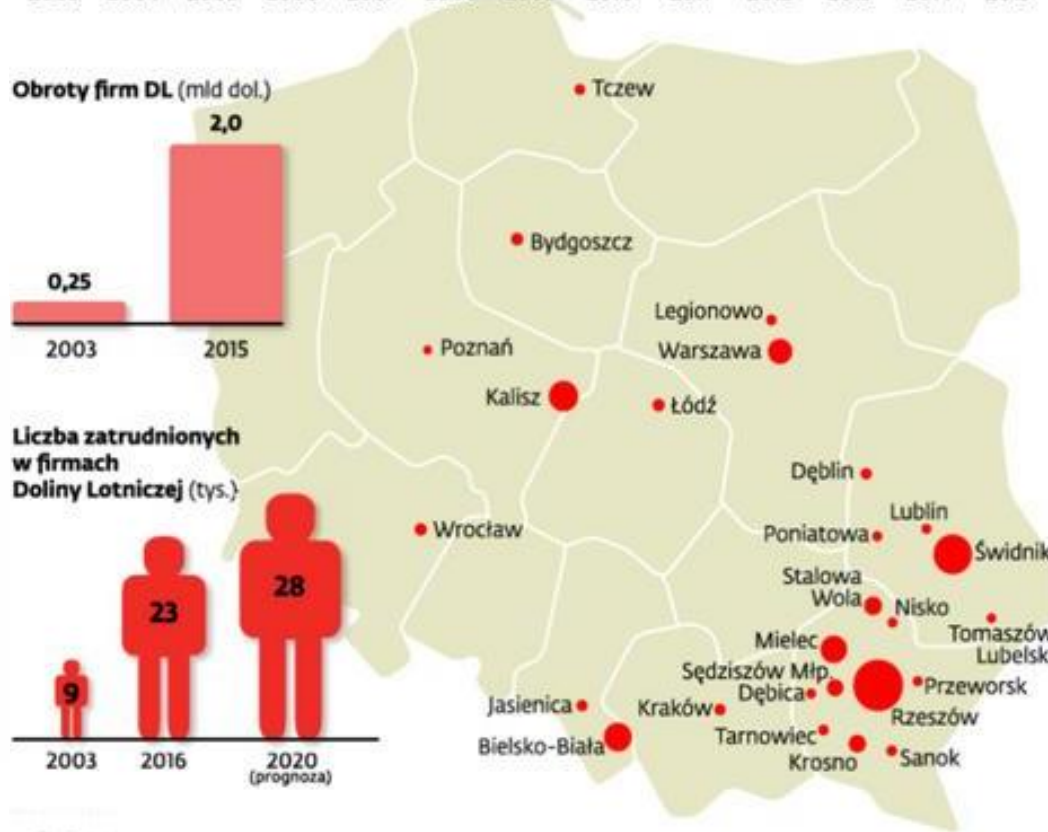 Obroty firm DL (mld dol.)
2,0
0,25
2003
2015
Liczba zatrudnionych
w firmach
Doliny Lotniczej (tys.)
9
23
28
2003
2016
2020
(prognoza)
Tczew
Bydgoszcz
Legionowo
Warszawa
Poznań
Kalisz
Łódź
Dęblin
Lublin
Wrocław
Poniatowa
Świdnik
Stalowa
Wola
Nisko
Tomaszów
Lubelsk
Mielec
Sędziszów Młp.
Dębica
Przeworsk
Rzeszów
Jasienica
Kraków
Tarnowiec
Bielsko-Biała
Krosno
Sanok